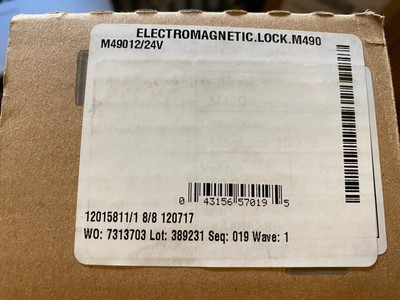 ELECTROMAGNETIC.LOCK.M490
M49012/24V
0 43156 57019 5
12015811/1 8/8 120717
WO: 7313703 Lot: 389231 Seq: 019 Wave: 1